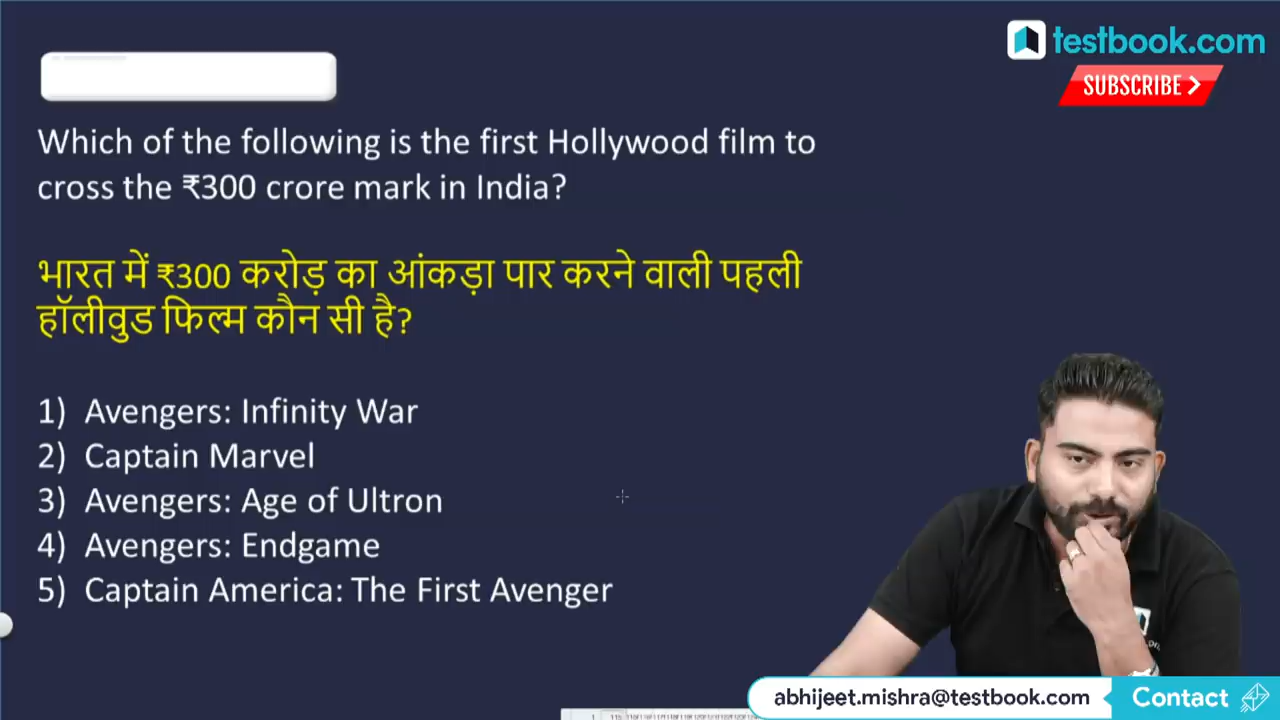 testbook.com
SUBSCRIBE
Which of the following is the first Hollywood film to
cross the ₹300 crore mark in India?
भारत में ₹300 करोड़ का आंकड़ा पार करने वाली पहली
हॉलीवुड फिल्म कौन सी है?
1) Avengers: Infinity War
2) Captain Marvel
3) Avengers: Age of Ultron
4) Avengers: Endgame
5) Captain America: The First Avenger
abhijeet.mishra@testbook.com Contact